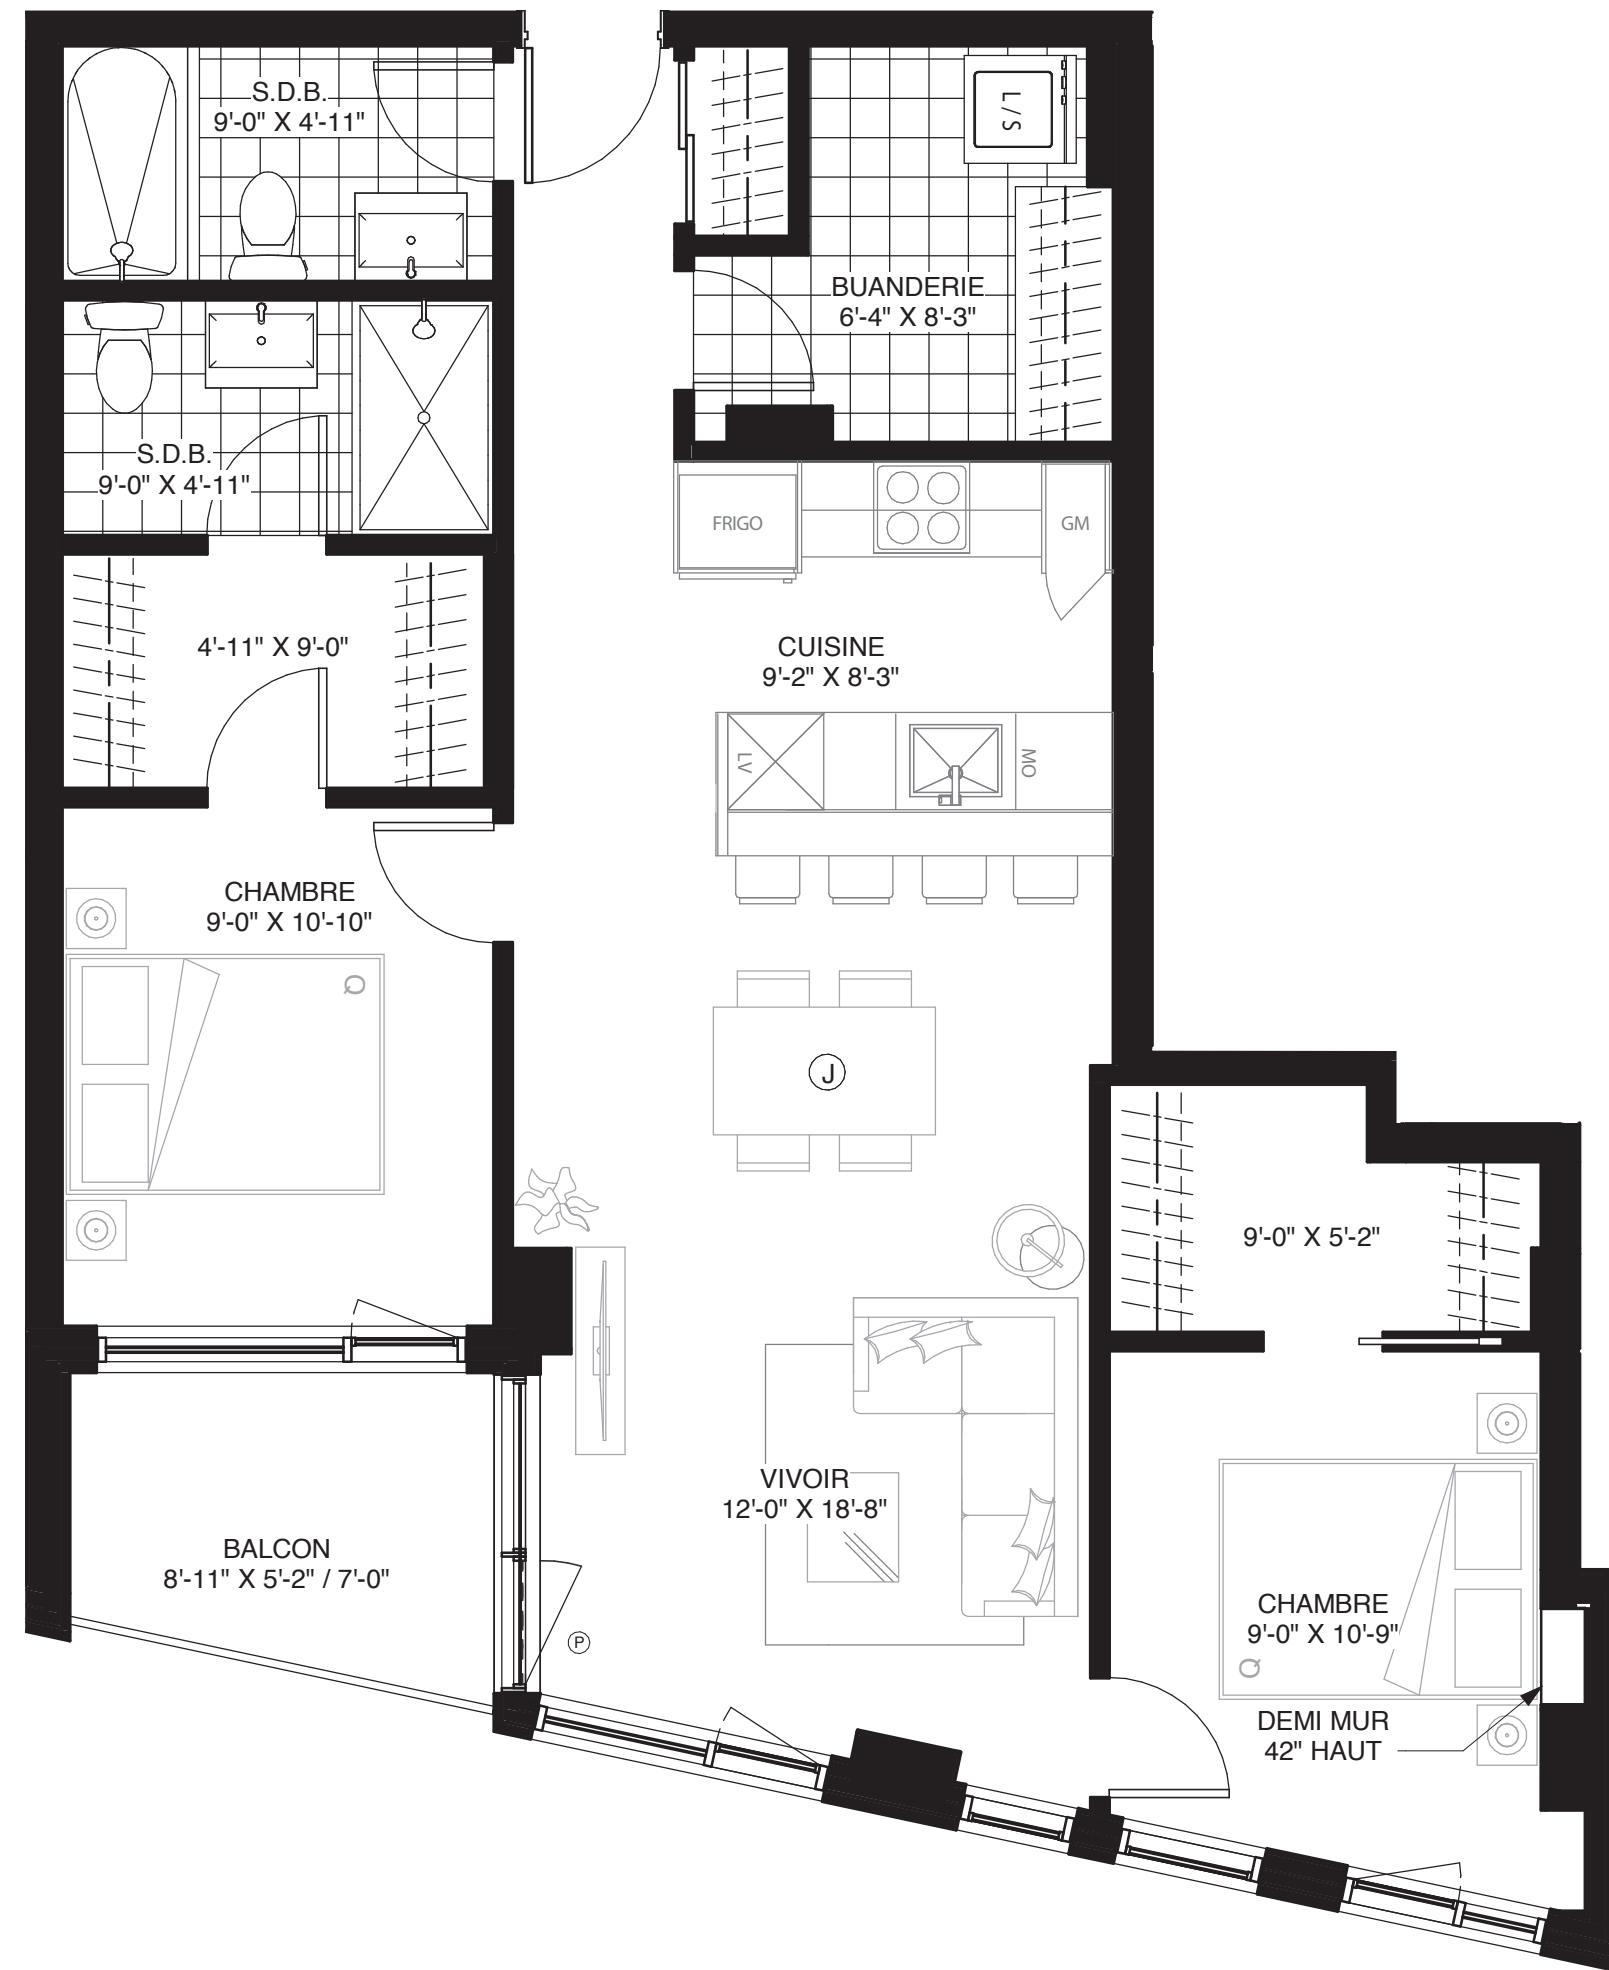 S.D.B.
9'-0" X 4'-11"
L/S
BUANDERIE
6'-4" X 8'-3"
S.D.B.
9'-0" X 4'-11"
FRIGO
GM
4'-11" X 9'-0"
CUISINE
9'-2" X 8'-3"
LV
MO
CHAMBRE
9'-0" X 10'-10"
Q
J
9'-0" X 5'-2"
VIVOIR
12'-0" X 18'-8"
BALCON
8'-11" X 5'-2" / 7'-0"
P
CHAMBRE
9'-0" X 10'-9"
Q
DEMI MUR
42" HAUT